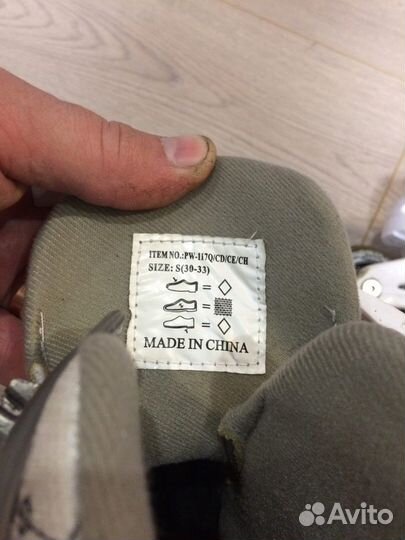 ITEM NO.:PW-117Q/CD/CE/CH
SIZE: S(30-33)
=
=
=
MADE IN CHINA
Avito